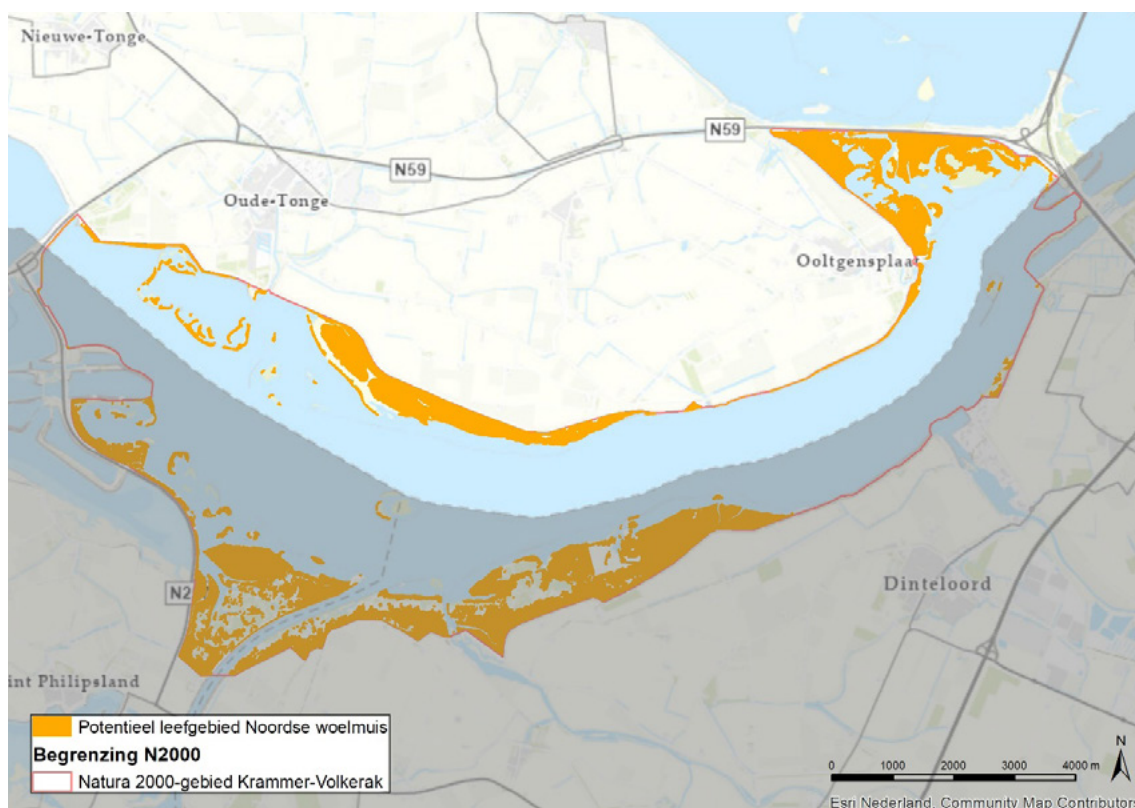 Nieuwe-Tonge
N59
N59
Oude-Tonge
Ooltgensplaat
Dinteloord
N2
int Philipsland
Potentieel leefgebied Noordse woelmuis
Begrenzing N2000
Natura 2000-gebied Krammer-Volkerak
N
0 1000 2000 3000 4000 m
Esri Nederland, Community Map Contributor